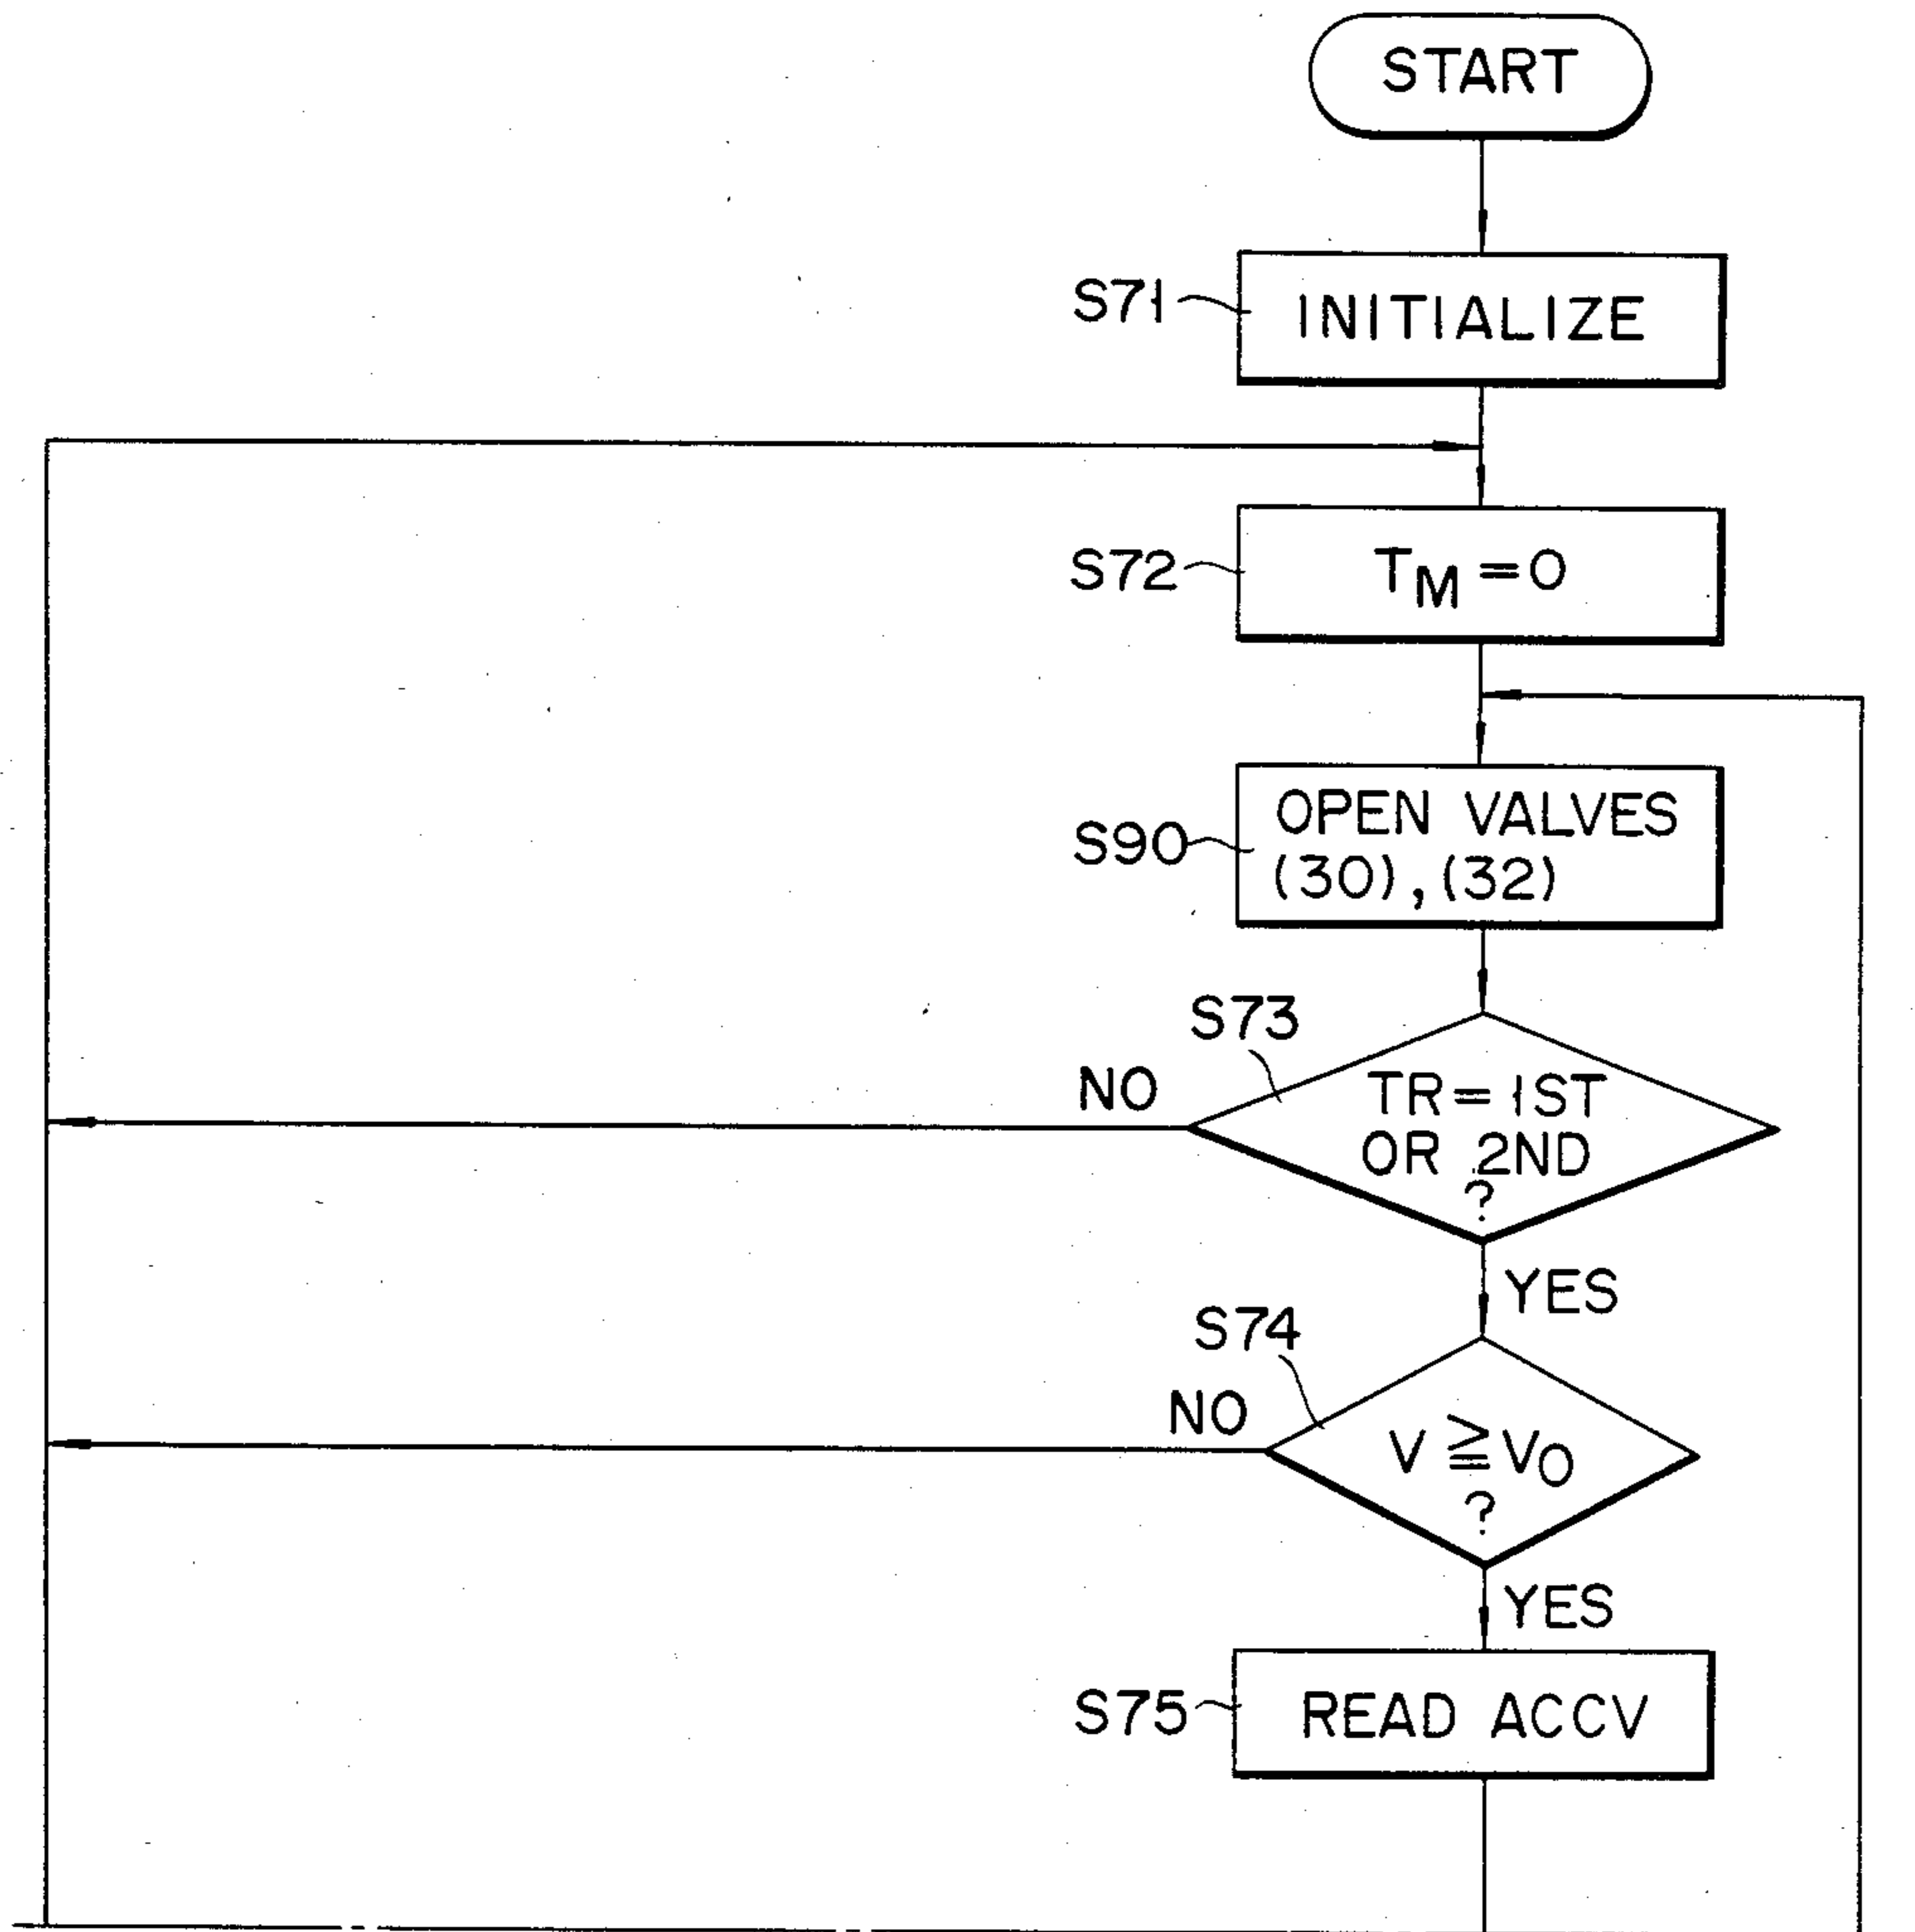 START
S71
INITIALIZE
S72
TM = 0
S90
OPEN VALVES
(30), (32)
S73
NO
TR = 1ST
OR 2ND
?
YES
S74
NO
V ≧ VO
?
YES
S75
READ ACCV